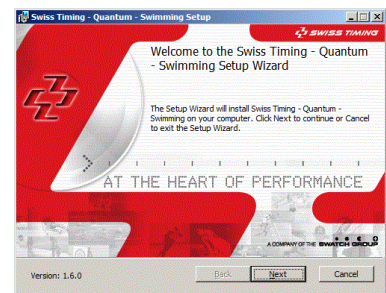 Swiss Timing - Quantum - Swimming Setup
SWISS TIMING
Welcome to the Swiss Timing - Quantum
- Swimming Setup Wizard
The Setup Wizard will install Swiss Timing - Quantum -
Swimming on your computer. Click Next to continue or Cancel
to exit the Setup Wizard.
AT THE HEART OF PERFORMANCE
A COMPANY OF THE SWATCH GROUP
Version: 1.6.0
Back
Next
Cancel